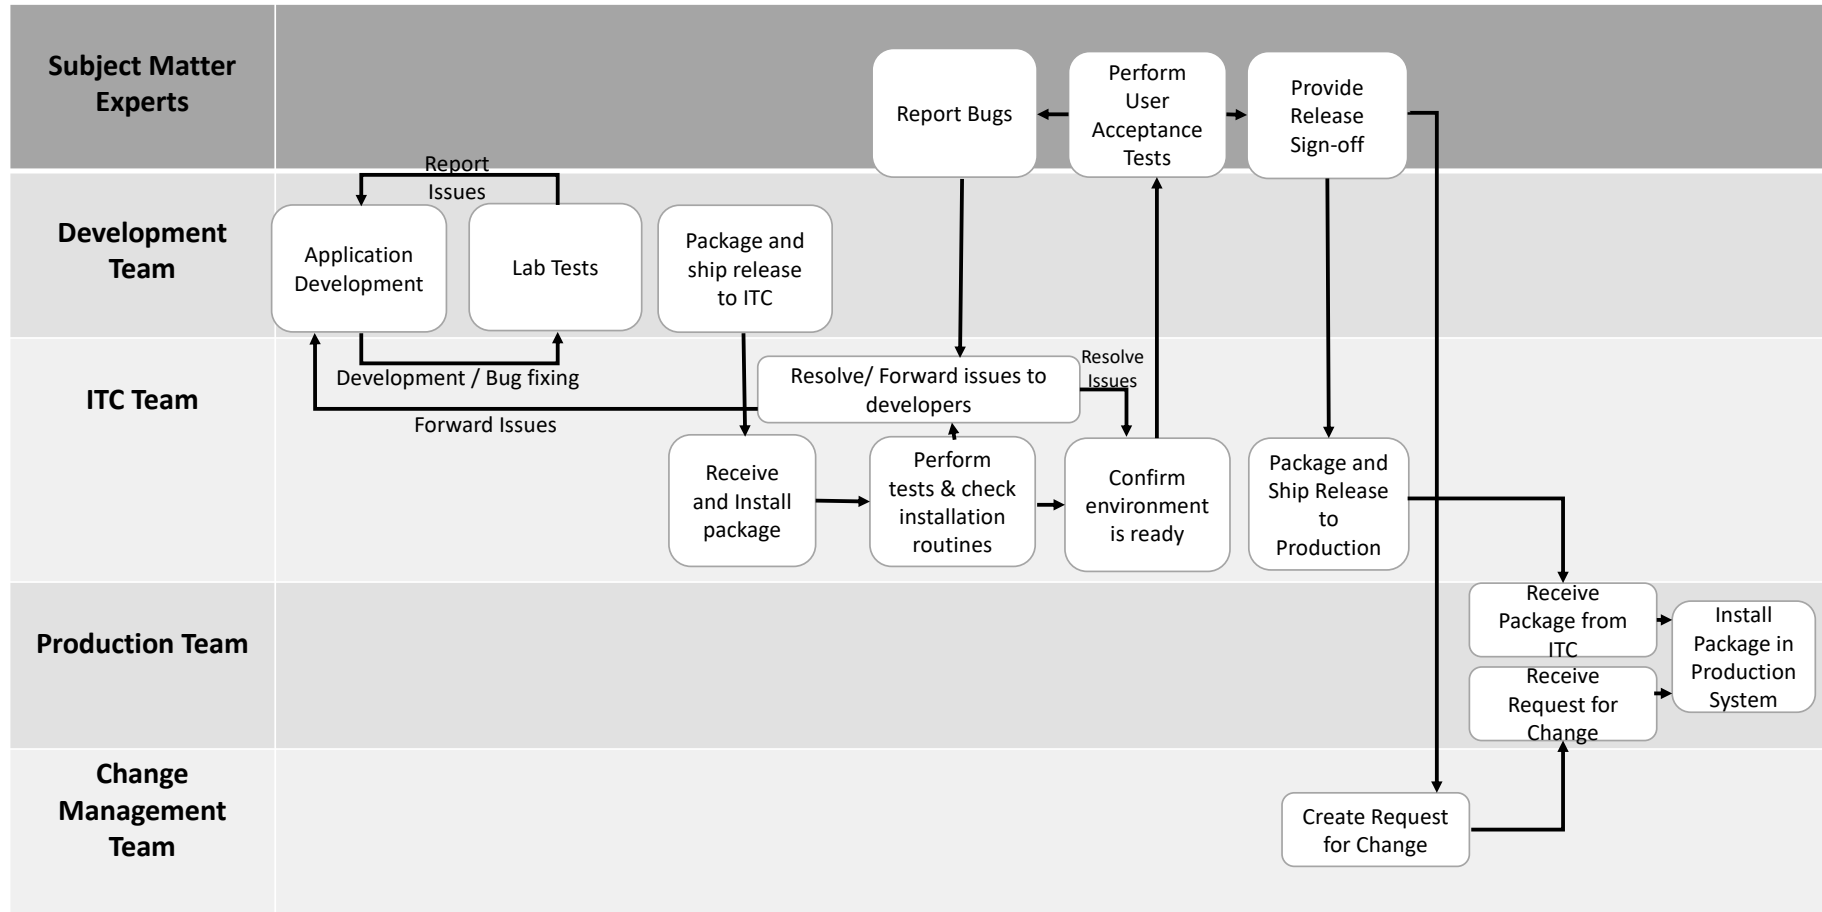 Subject Matter
Experts
Report Bugs
Perform
User
Acceptance
Tests
Provide
Release
Sign-off
Report
Issues
Development
Team
Application
Development
Lab Tests
Package and
ship release
to ITC
Development / Bug fixing
ITC Team
Resolve/ Forward issues to
developers
Resolve
Issues
Forward Issues
Receive
and Install
package
Perform
tests & check
installation
routines
Confirm
environment
is ready
Package and
Ship Release
to
Production
Production Team
Receive
Package from
ITC
Receive
Request for
Change
Install
Package in
Production
System
Change
Management
Team
Create Request
for Change